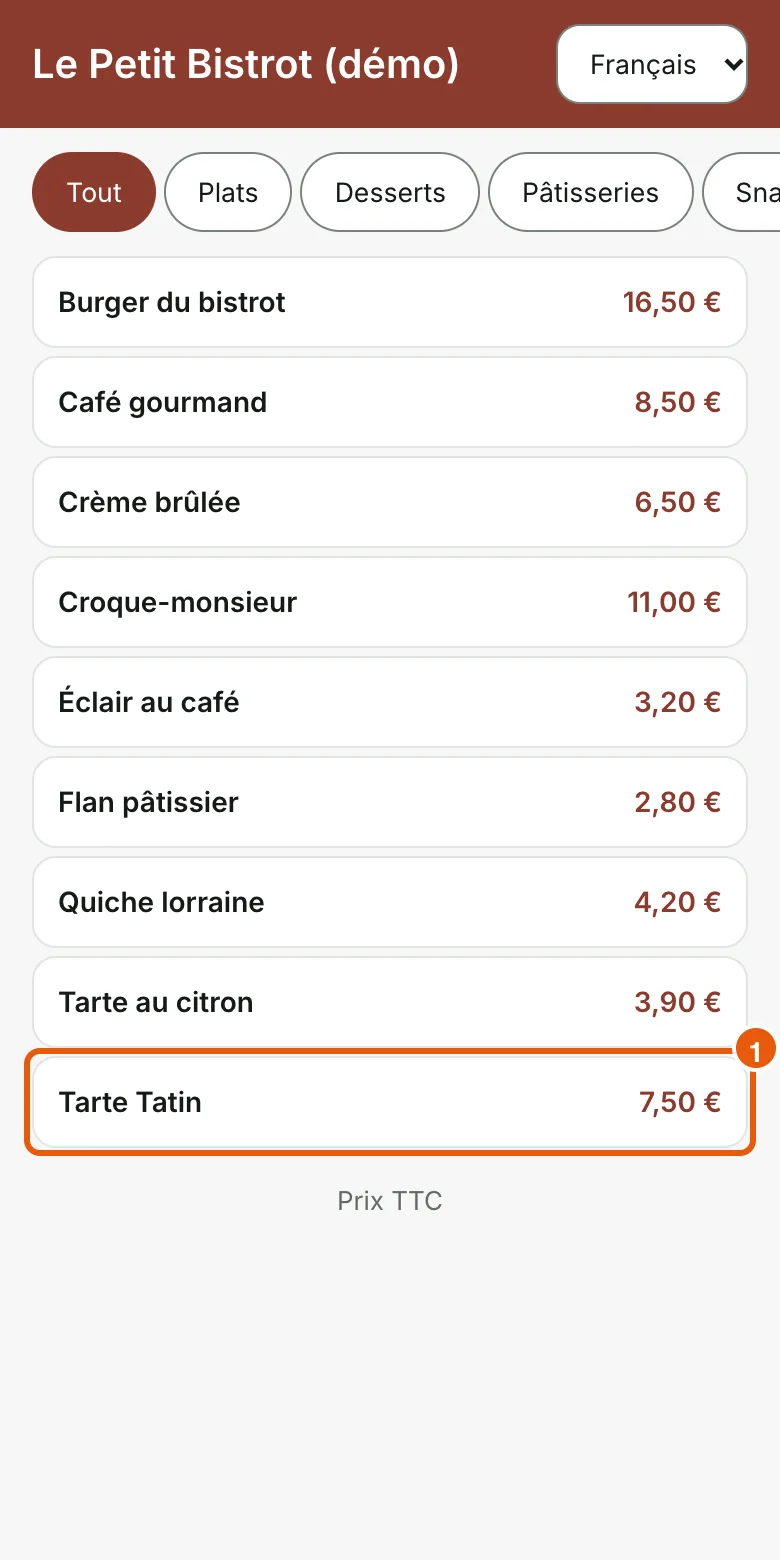 Le Petit Bistrot (démo) Français
Tout Plats Desserts Pâtisseries Sna
Burger du bistrot 16,50 €
Café gourmand 8,50 €
Crème brûlée 6,50 €
Croque-monsieur 11,00 €
Éclair au café 3,20 €
Flan pâtissier 2,80 €
Quiche lorraine 4,20 €
Tarte au citron 3,90 €
1
Tarte Tatin 7,50 €
Prix TTC